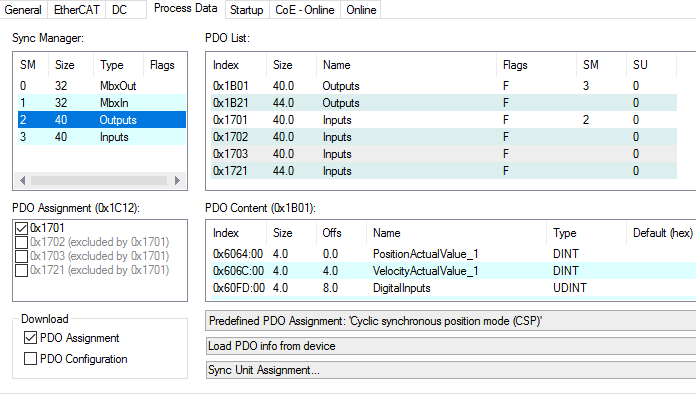 General EtherCAT DC Process Data Startup CoE - Online Online
Sync Manager:
SM Size Type Flags
0 32 MbxOut
1 32 MbxIn
2 40 Outputs
3 40 Inputs
PDO List:
Index Size Name Flags SM SU
0x1B01 40.0 Outputs F 3 0
0x1B21 44.0 Outputs F 0
0x1701 40.0 Inputs F 2 0
0x1702 40.0 Inputs F 0
0x1703 40.0 Inputs F 0
0x1721 44.0 Inputs F 0
PDO Assignment (0x1C12):
0x1701
0x1702 (excluded by 0x1701)
0x1703 (excluded by 0x1701)
0x1721 (excluded by 0x1701)
PDO Content (0x1B01):
Index Size Offs Name Type Default (hex)
0x6064:00 4.0 0.0 PositionActualValue_1 DINT
0x606C:00 4.0 4.0 VelocityActualValue_1 DINT
0x60FD:00 4.0 8.0 DigitalInputs UDINT
Download
PDO Assignment
PDO Configuration
Predefined PDO Assignment: 'Cyclic synchronous position mode (CSP)'
Load PDO info from device
Sync Unit Assignment...